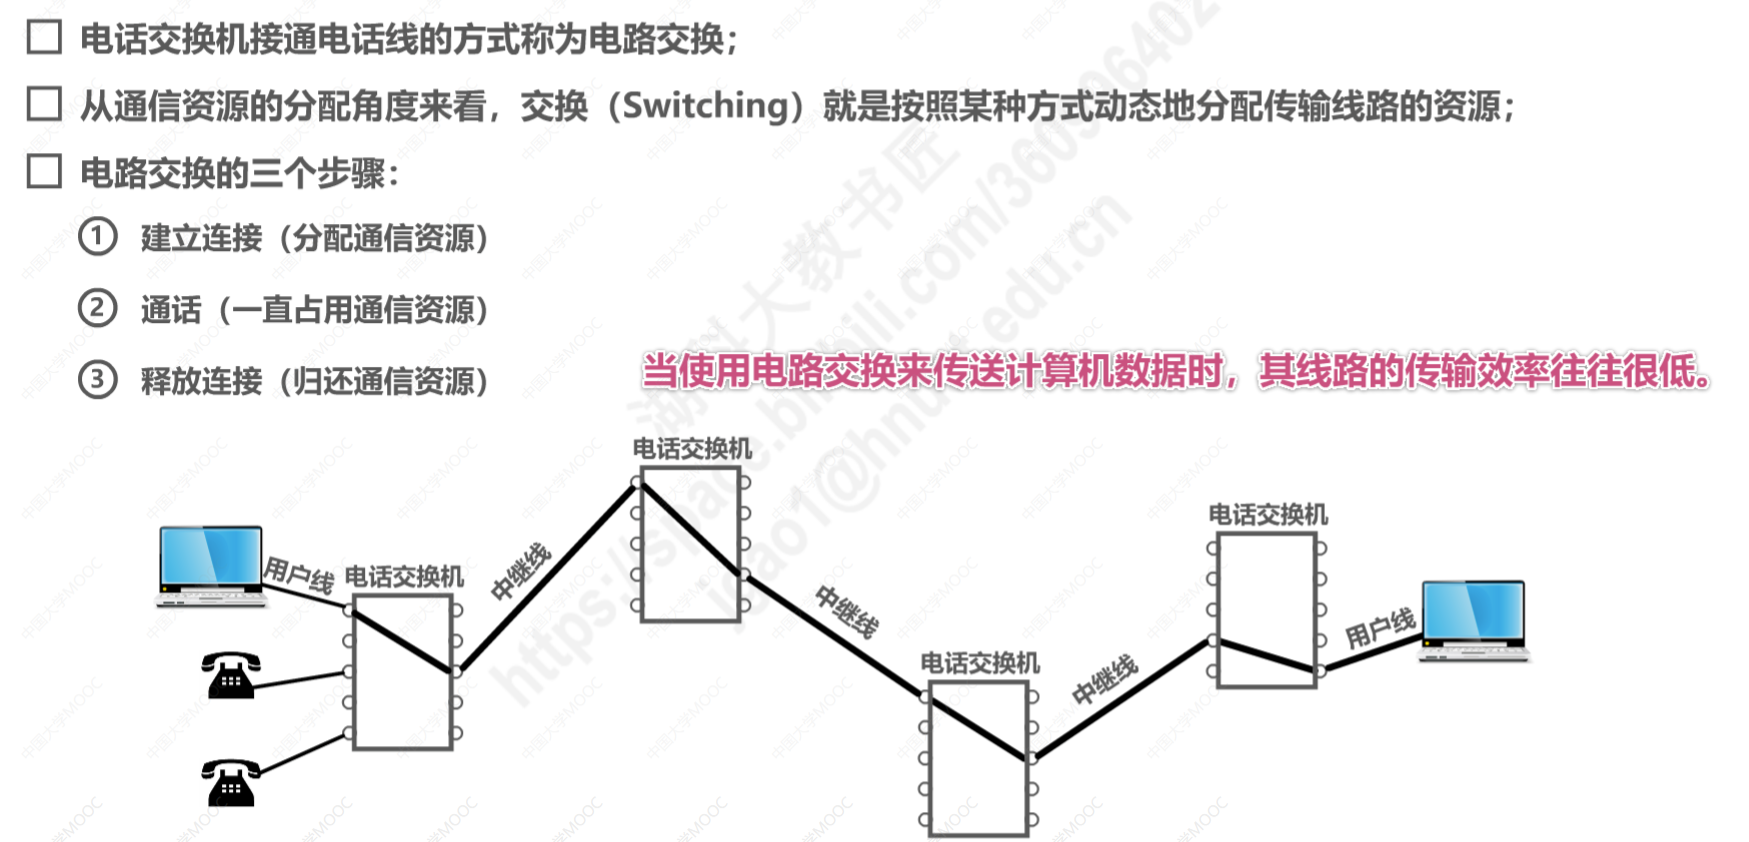 电话交换机接通电话线的方式称为电路交换；
从通信资源的分配角度来看，交换（Switching）就是按照某种方式动态地分配传输线路的资源；
电路交换的三个步骤：
① 建立连接（分配通信资源）
② 通话（一直占用通信资源）
③ 释放连接（归还通信资源）
当使用电路交换来传送计算机数据时，其线路的传输效率往往很低。
电话交换机
电话交换机
用户线
电话交换机
中继线
中继线
用户线
电话交换机
中继线
湖科大教书匠
中国大学MOOC